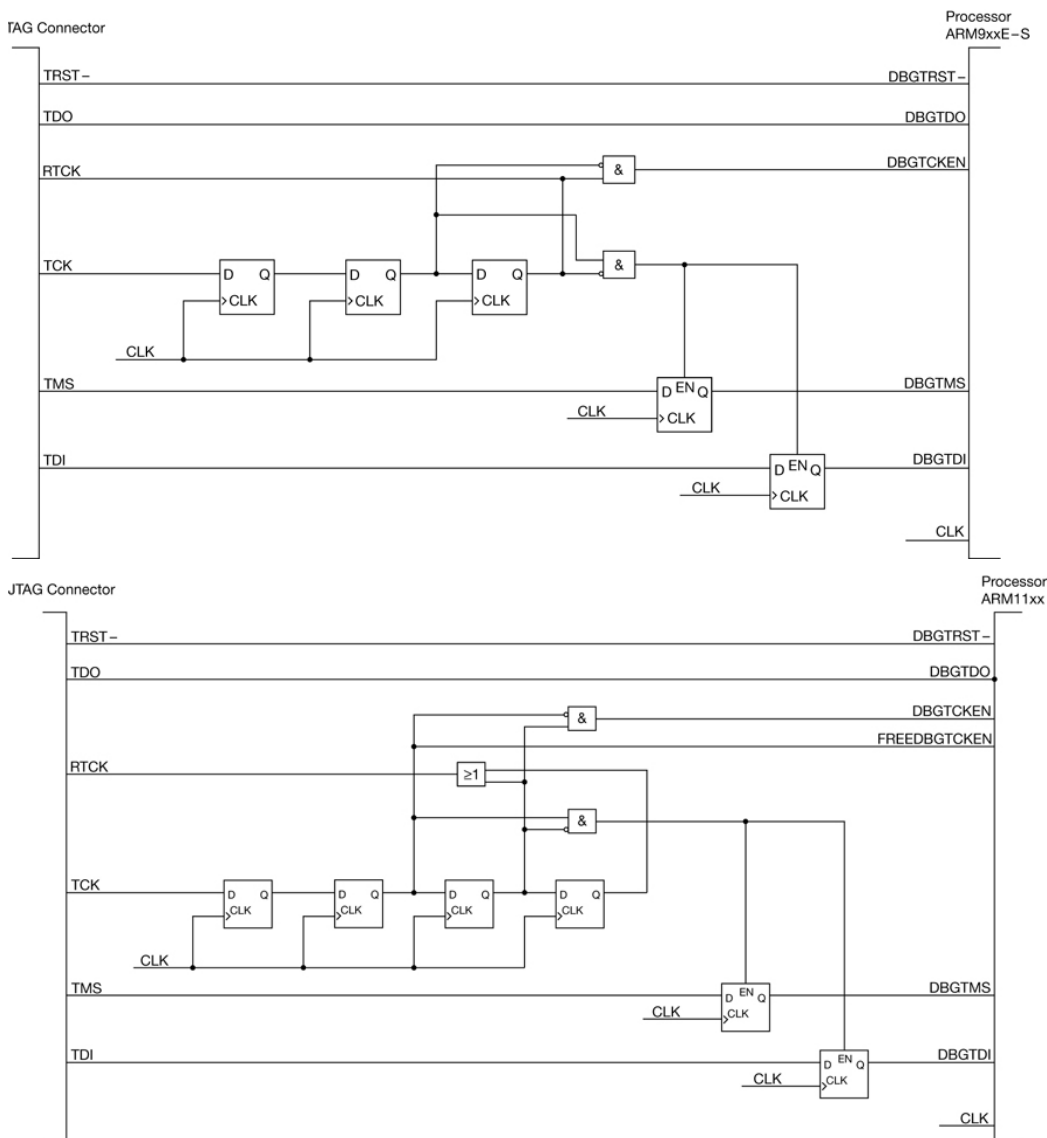 TAG Connector
Processor
ARM9xxE-S
TRST-
DBGTRST-
TDO
DBGTDO
RTCK
&
DBGTCKEN
TCK
D Q
CLK
D Q
CLK
D Q
CLK
&
CLK
TMS
D EN Q
CLK
CLK
DBGTMS
TDI
D EN Q
CLK
CLK
DBGTDI
CLK
JTAG Connector
Processor
ARM11xx
TRST-
DBGTRST-
TDO
DBGTDO
&
DBGTCKEN
FREEDBGTCKEN
RTCK
≥1
&
TCK
D Q
CLK
D Q
CLK
D Q
CLK
D Q
CLK
CLK
TMS
D EN Q
CLK
CLK
DBGTMS
TDI
D EN Q
CLK
CLK
DBGTDI
CLK